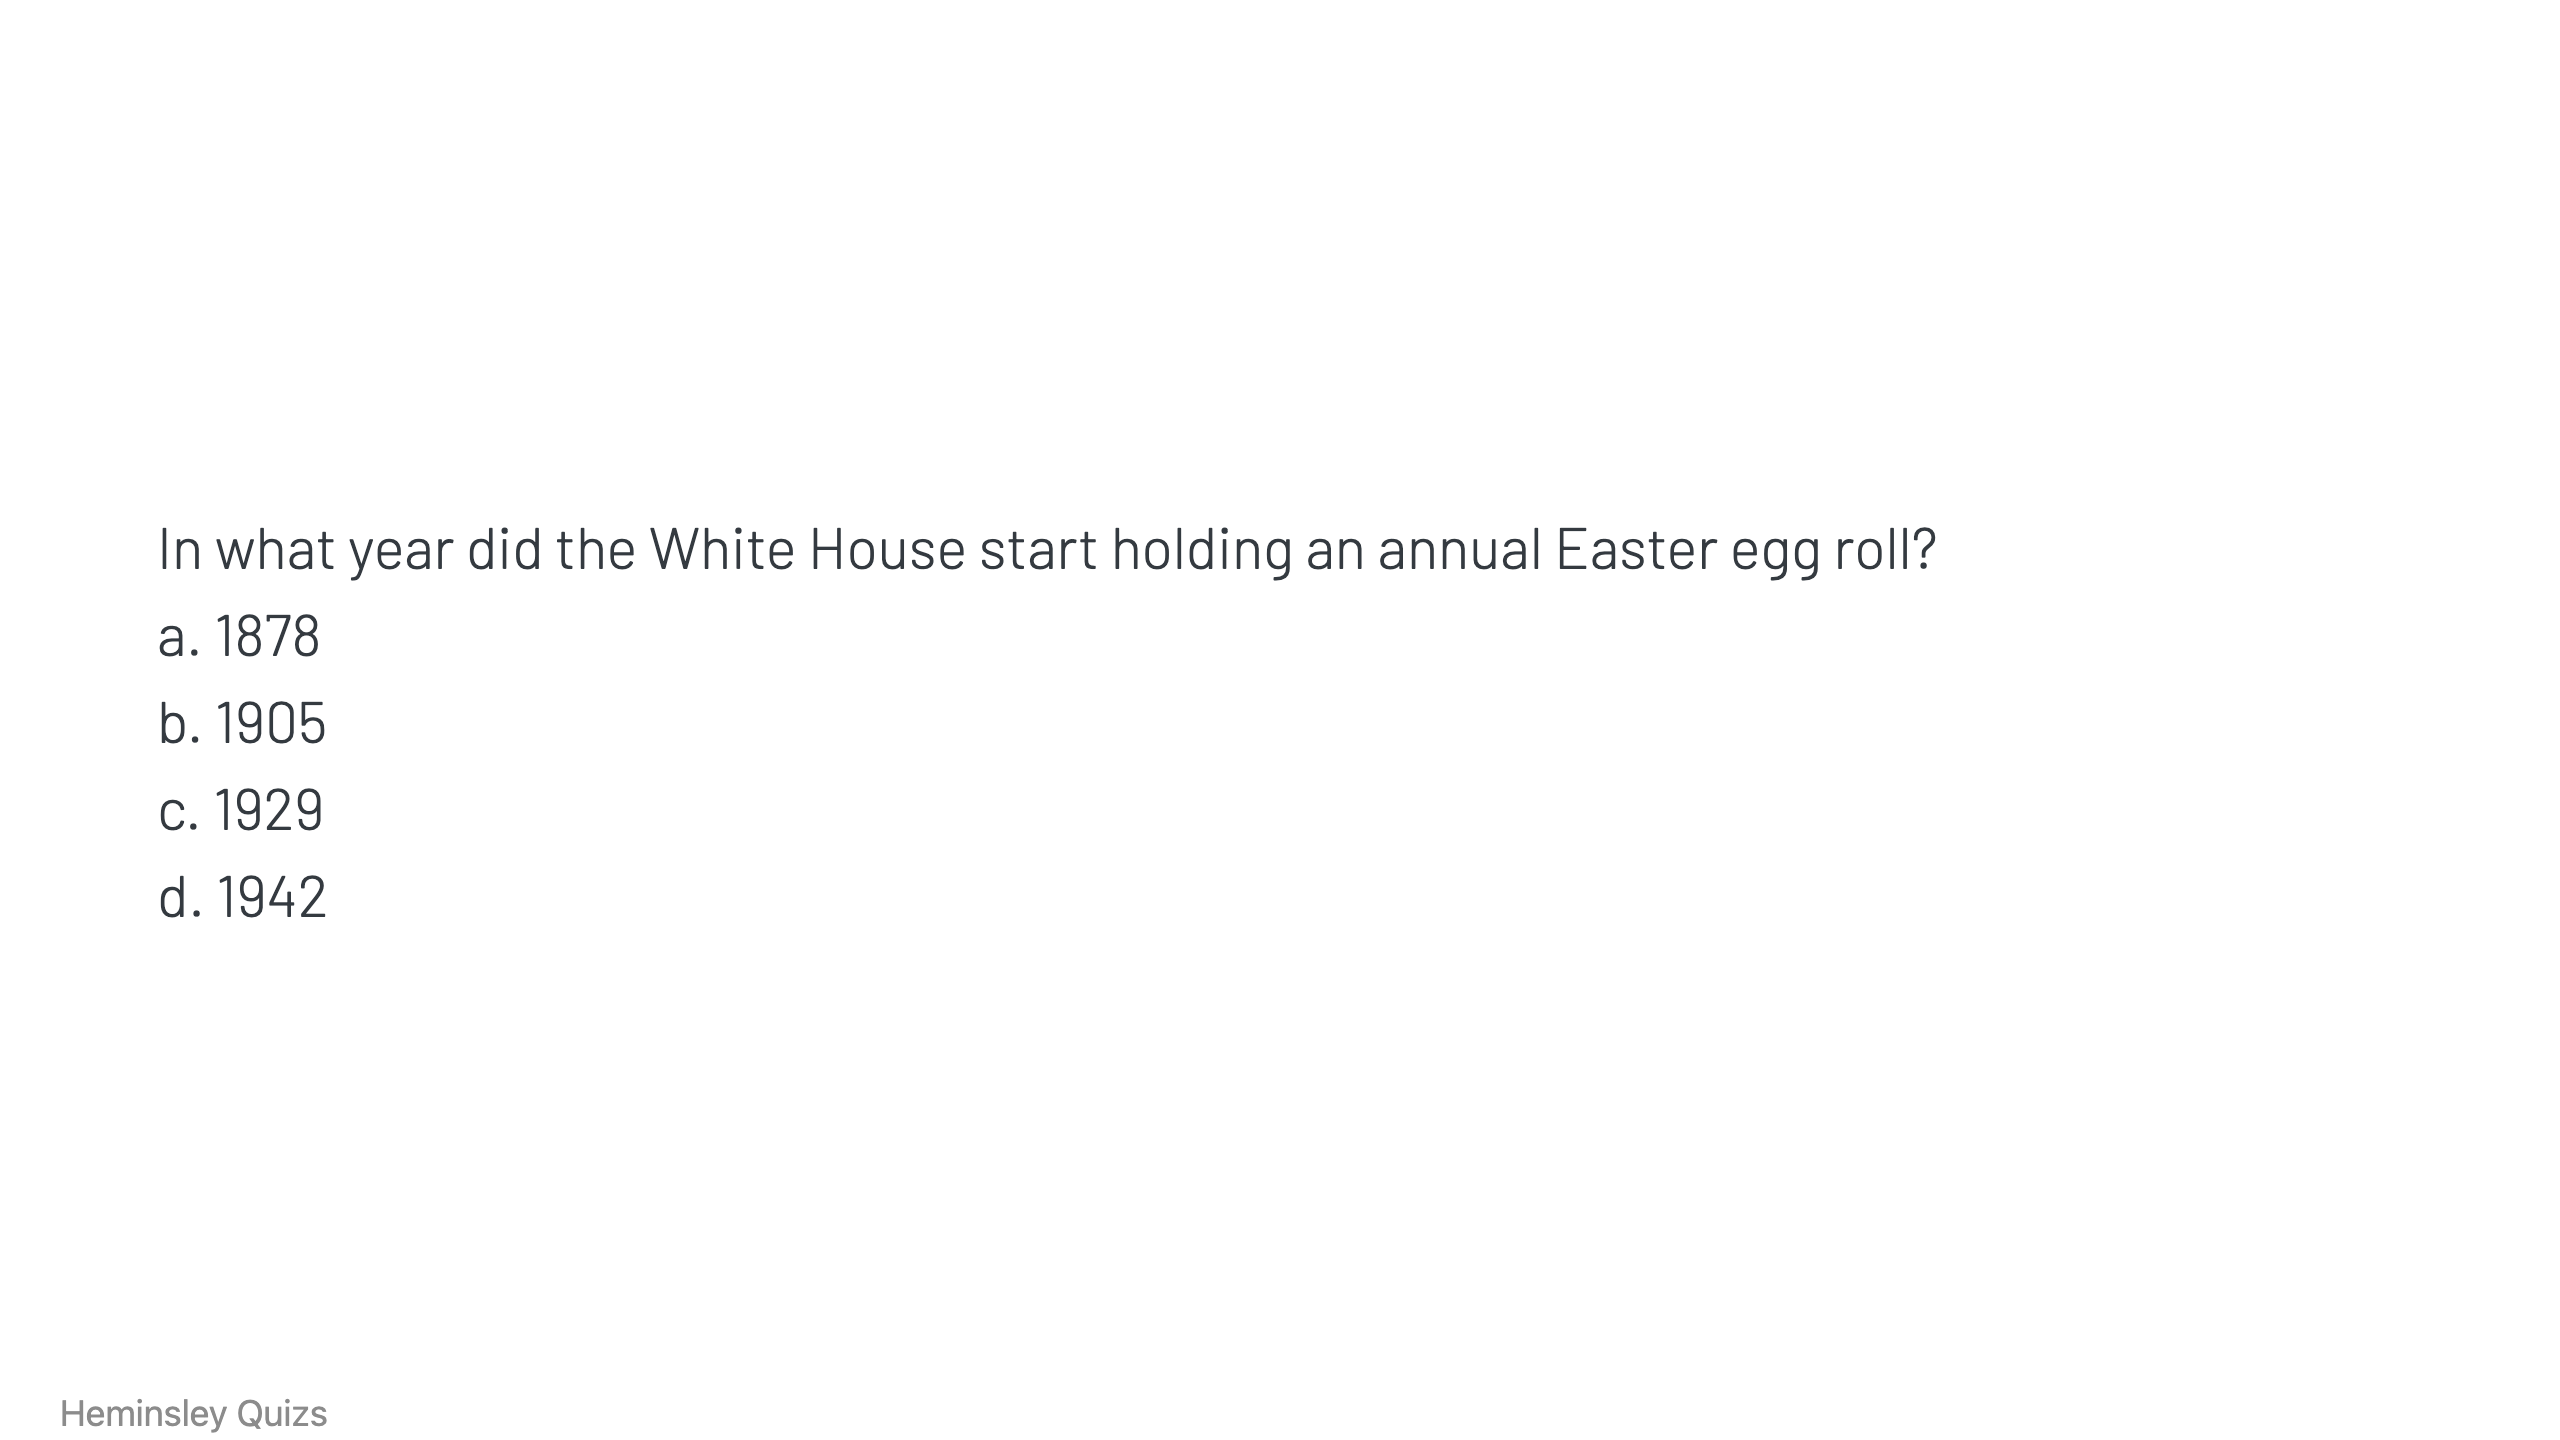 In what year did the White House start holding an annual Easter egg roll?
a. 1878
b. 1905
c. 1929
d. 1942
Heminsley Quizs